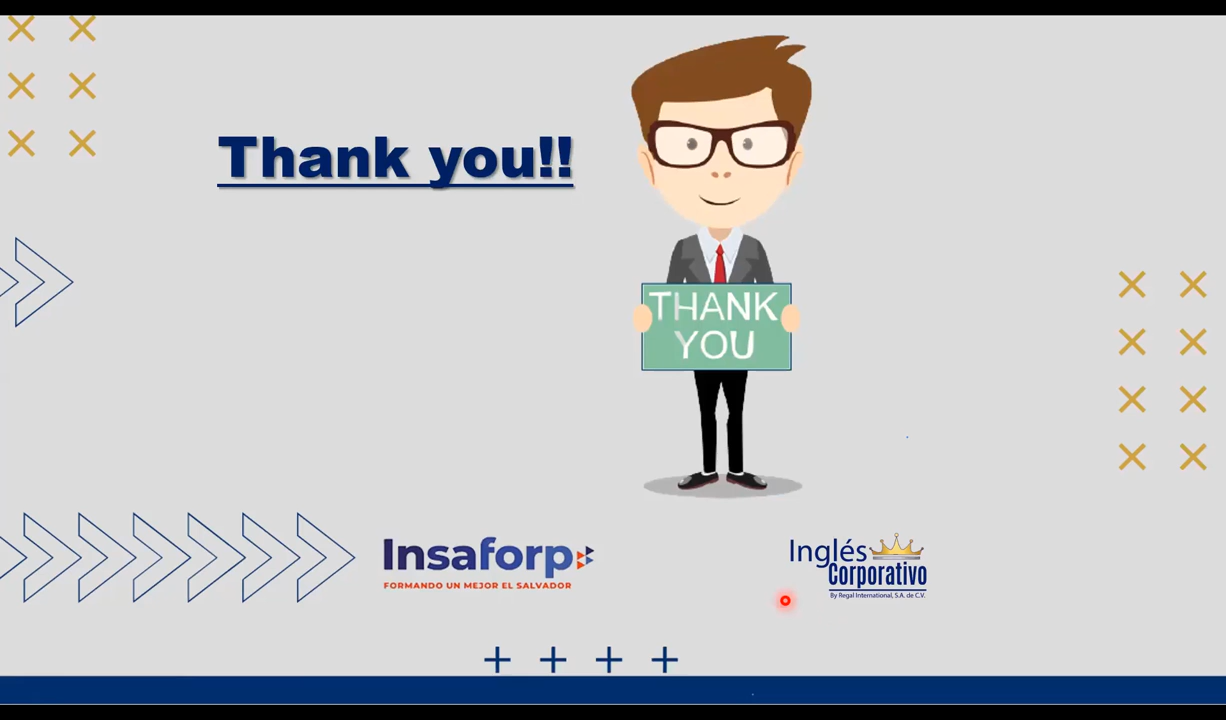 Thank you!!
THANK
YOU
Insaforp
FORMANDO UN MEJOR EL SALVADOR
Inglés
Corporativo
By Regal International, S.A. de C.V.